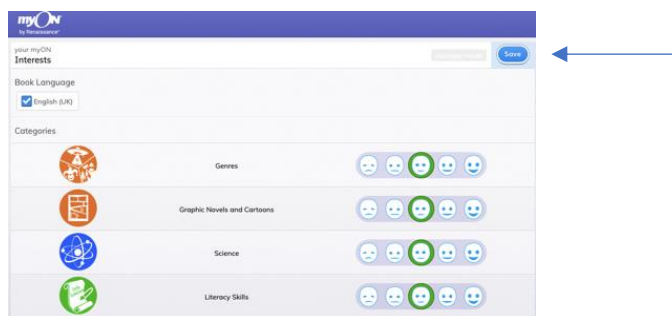 myON
by Renaissance
your myON
Interests
Save
Book Language
English (UK)
Categories
Genres
Graphic Novels and Cartoons
Science
Literacy Skills